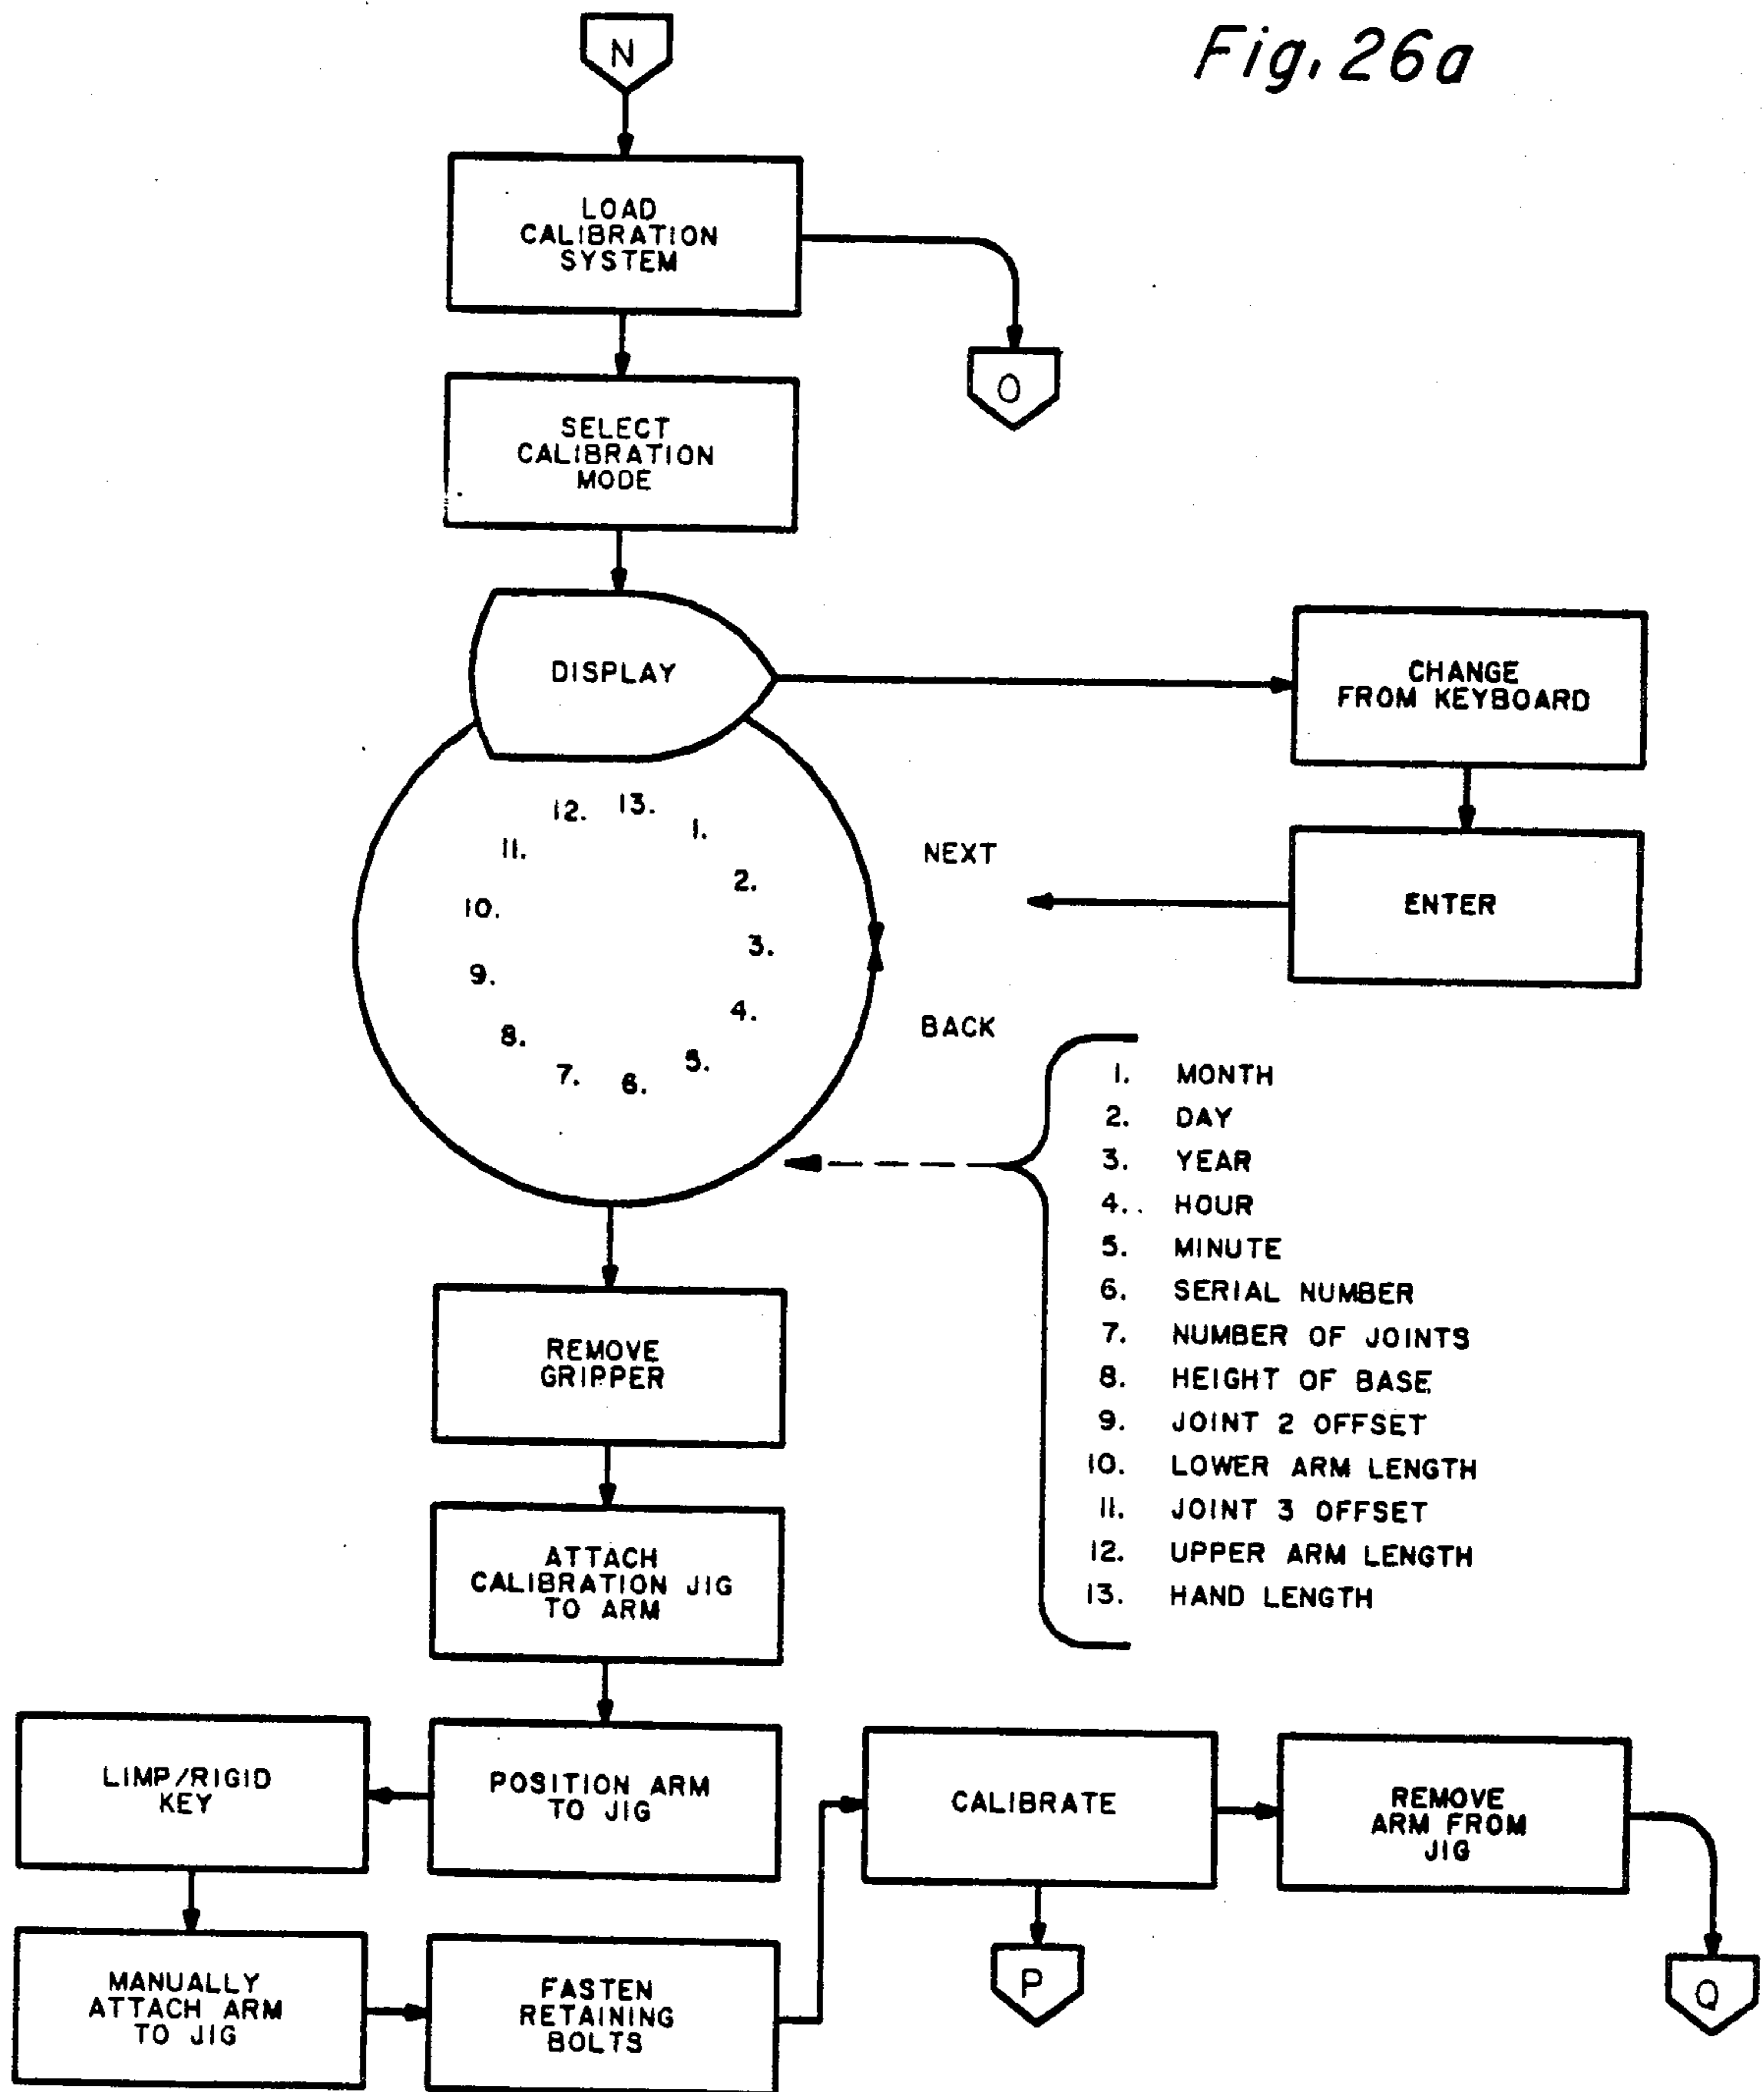 Fig. 26a
N
LOAD
CALIBRATION
SYSTEM
O
SELECT
CALIBRATION
MODE
DISPLAY
CHANGE
FROM KEYBOARD
ENTER
NEXT
BACK
1.
2.
3.
4.
5.
6.
7.
8.
9.
10.
11.
12.
13.
1. MONTH
2. DAY
3. YEAR
4. HOUR
5. MINUTE
6. SERIAL NUMBER
7. NUMBER OF JOINTS
8. HEIGHT OF BASE
9. JOINT 2 OFFSET
10. LOWER ARM LENGTH
11. JOINT 3 OFFSET
12. UPPER ARM LENGTH
13. HAND LENGTH
REMOVE
GRIPPER
ATTACH
CALIBRATION JIG
TO ARM
POSITION ARM
TO JIG
LIMP/RIGID
KEY
MANUALLY
ATTACH ARM
TO JIG
FASTEN
RETAINING
BOLTS
CALIBRATE
P
REMOVE
ARM FROM
JIG
Q